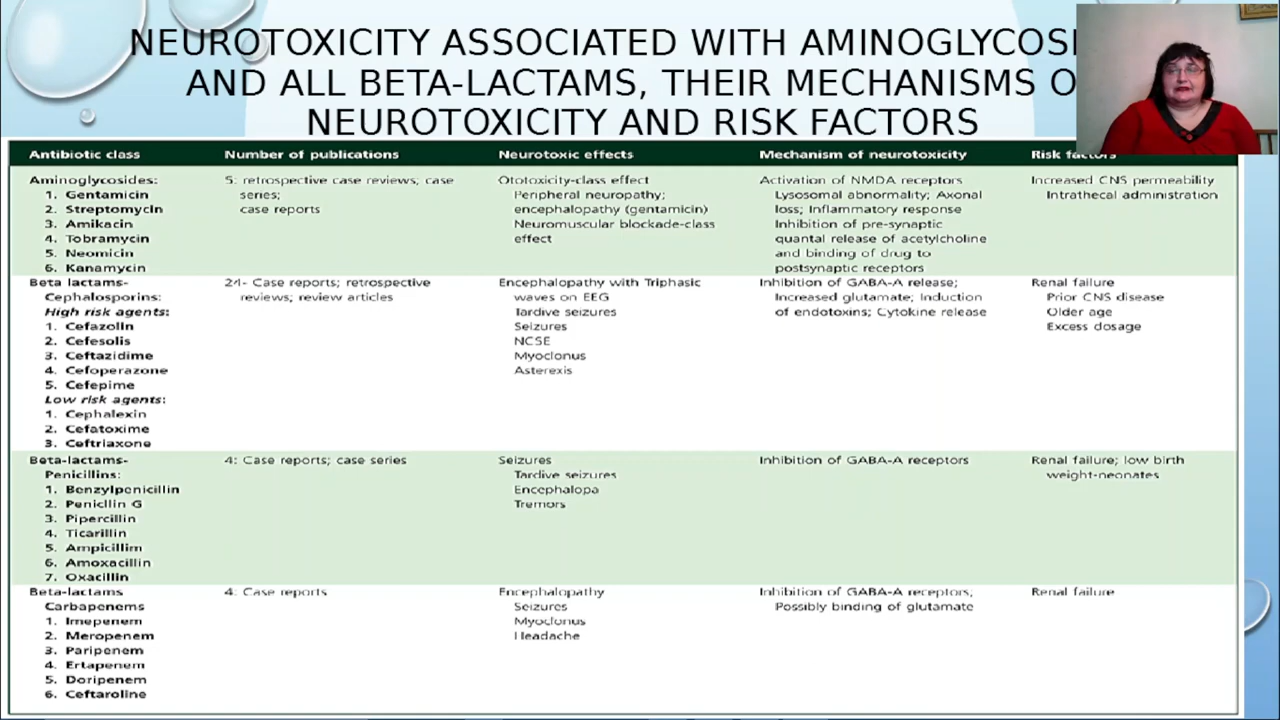 NEUROTOXICITY ASSOCIATED WITH AMINOGLYCOSI
AND ALL BETA-LACTAMS, THEIR MECHANISMS O
NEUROTOXICITY AND RISK FACTORS
Antibiotic class Number of publications Neurotoxic effects Mechanism of neurotoxicity Risk factors
Aminoglycosides: 5: retrospective case reviews; case Ototoxicity-class effect Activation of NMDA receptors Increased CNS permeability
1. Gentamicin series; Peripheral neuropathy; Lysosomal abnormality; Axonal Intrathecal administration
2. Streptomycin case reports encephalopathy (gentamicin) loss; Inflammatory response
3. Amikacin Neuromuscular blockade-class Inhibition of pre-synaptic
4. Tobramycin effect quantal release of acetylcholine
5. Neomicin and binding of drug to
6. Kanamycin postsynaptic receptors
Beta lactams- 24- Case reports; retrospective Encephalopathy with Triphasic Inhibition of GABA-A release; Renal failure
Cephalosporins: reviews; review articles waves on EEG Increased glutamate; Induction Prior CNS disease
High risk agents: Tardive seizures of endotoxins; Cytokine release Older age
1. Cefazolin Seizures Excess dosage
2. Cefesolis NCSE
3. Ceftazidime Myoclonus
4. Cefoperazone Asterexis
5. Cefepime
Low risk agents:
1. Cephalexin
2. Cefatoxime
3. Ceftriaxone
Beta-lactams- 4: Case reports; case series Seizures Inhibition of GABA-A receptors Renal failure; low birth
Penicillins: Tardive seizures weight-neonates
1. Benzylpenicillin Encephalopa
2. Penicllin G Tremors
3. Pipercillin
4. Ticarillin
5. Ampicillim
6. Amoxacillin
7. Oxacillin
Beta-lactams 4: Case reports Encephalopathy Inhibition of GABA-A receptors; Renal failure
Carbapenems Seizures Possibly binding of glutamate
1. Imepenem Myoclonus
2. Meropenem Headache
3. Paripenem
4. Ertapenem
5. Doripenem
6. Ceftaroline